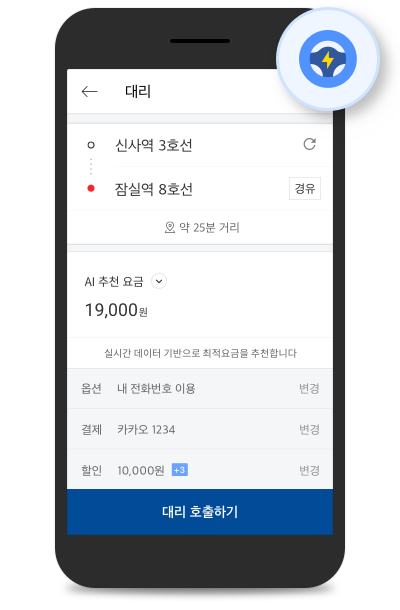 대리
신사역 3호선
잠실역 8호선 경유
약 25분 거리
AI 추천 요금
19,000원
실시간 데이터 기반으로 최적요금을 추천합니다
옵션 내 전화번호 이용 변경
결제 카카오 1234 변경
할인 10,000원 +3 변경
대리 호출하기